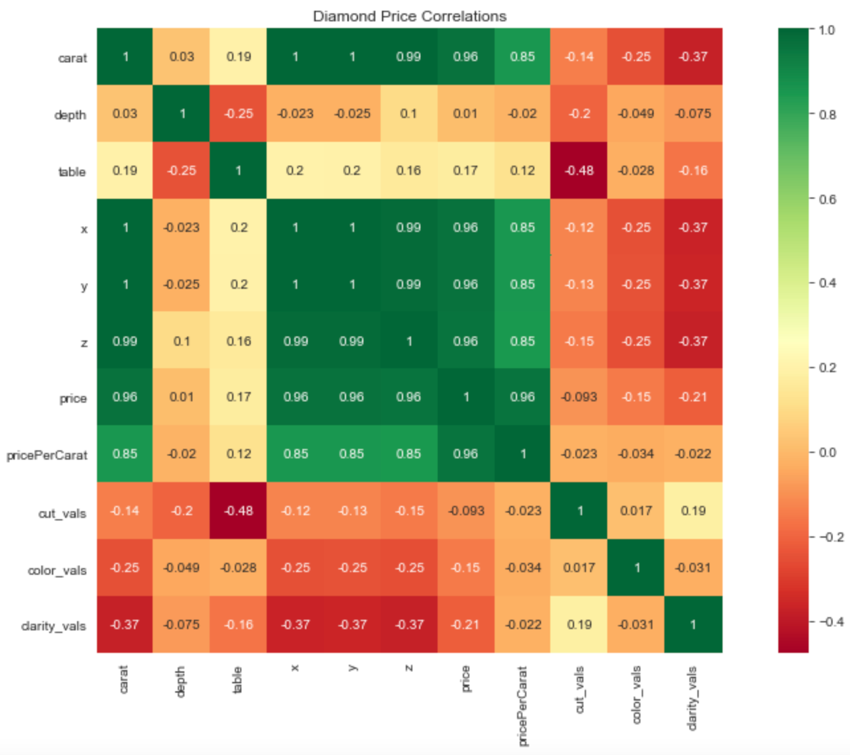 Diamond Price Correlations
carat 1 0.03 0.19 1 1 0.99 0.96 0.85 -0.14 -0.25 -0.37
depth 0.03 1 -0.25 -0.023 -0.025 0.1 0.01 -0.02 -0.2 -0.049 -0.075
table 0.19 -0.25 1 0.2 0.2 0.16 0.17 0.12 -0.48 -0.028 -0.16
x 1 -0.023 0.2 1 1 0.99 0.96 0.85 -0.12 -0.25 -0.37
y 1 -0.025 0.2 1 1 0.99 0.96 0.85 -0.13 -0.25 -0.37
z 0.99 0.1 0.16 0.99 0.99 1 0.96 0.85 -0.15 -0.25 -0.37
price 0.96 0.01 0.17 0.96 0.96 0.96 1 0.96 -0.093 -0.15 -0.21
pricePerCarat 0.85 -0.02 0.12 0.85 0.85 0.85 0.96 1 -0.023 -0.034 -0.022
cut_vals -0.14 -0.2 -0.48 -0.12 -0.13 -0.15 -0.093 -0.023 1 0.017 0.19
color_vals -0.25 -0.049 -0.028 -0.25 -0.25 -0.25 -0.15 -0.034 0.017 1 -0.031
clarity_vals -0.37 -0.075 -0.16 -0.37 -0.37 -0.37 -0.21 -0.022 0.19 -0.031 1
carat depth table x y z price pricePerCarat cut_vals color_vals clarity_vals
1.0
0.8
0.6
0.4
0.2
0.0
−0.2
−0.4